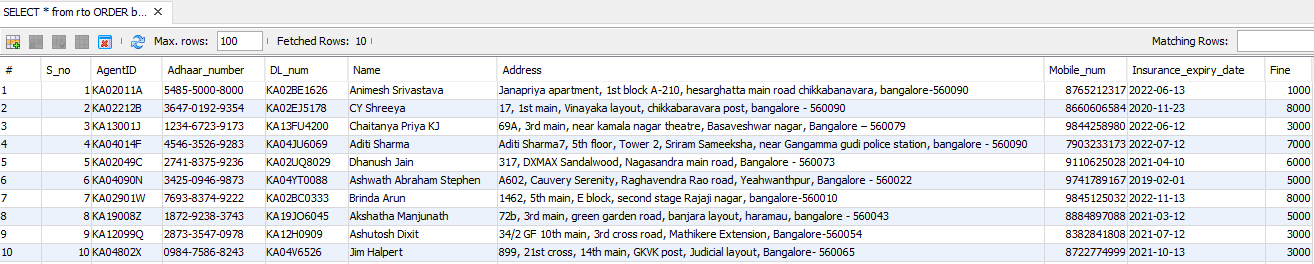 SELECT * from rto ORDER b... ×
Max. rows: 100 Fetched Rows: 10 Matching Rows:
# S_no AgentID Adhaar_number DL_num Name Address Mobile_num Insurance_expiry_date Fine
1 1 KA02011A 5485-5000-8000 KA02BE1626 Animesh Srivastava Janapriya apartment, 1st block A-210, hesarghatta main road chikkabanavara, bangalore-560090 8765212317 2022-06-13 1000
2 2 KA02212B 3647-0192-9354 KA02EJ5178 CY Shreeya 17, 1st main, Vinayaka layout, chikkabaravara post, bangalore - 560090 8660606584 2020-11-23 8000
3 3 KA13001J 1234-6723-9173 KA13FU4200 Chaitanya Priya KJ 69A, 3rd main, near kamala nagar theatre, Basaveshwar nagar, Bangalore – 560079 9844258980 2022-06-12 3000
4 4 KA04014F 4546-3526-9283 KA04JU6069 Aditi Sharma Aditi Sharma7, 5th floor, Tower 2, Sriram Sameeksha, near Gangamma gudi police station, bangalore - 560090 7903233173 2022-07-12 7000
5 5 KA02049C 2741-8375-9236 KA02UQ8029 Dhanush Jain 317, DXMAX Sandalwood, Nagasandra main road, Bangalore - 560073 9110625028 2021-04-10 6000
6 6 KA04090N 3425-0946-9873 KA04YT0088 Ashwath Abraham Stephen A602, Cauvery Serenity, Raghavendra Rao road, Yeahwanthpur, Bangalore - 560022 9741789167 2019-02-01 5000
7 7 KA02901W 7693-8374-9222 KA02BC0333 Brinda Arun 1462, 5th main, E block, second stage Rajaji nagar, bangalore-560010 9845125032 2022-11-13 8000
8 8 KA19008Z 1872-9238-3743 KA19JO6045 Akshatha Manjunath 72b, 3rd main, green garden road, banjara layout, haramau, bangalore - 560043 8884897088 2021-03-12 5000
9 9 KA12099Q 2873-3547-0978 KA12H0909 Ashutosh Dixit 34/2 GF 10th main, 3rd cross road, Mathikere Extension, Bangalore-560054 8382841808 2021-07-12 3000
10 10 KA04802X 0984-7586-8243 KA04V6526 Jim Halpert 899, 21st cross, 14th main, GKVK post, Judicial layout, Bangalore- 560065 8722774999 2021-10-13 3000